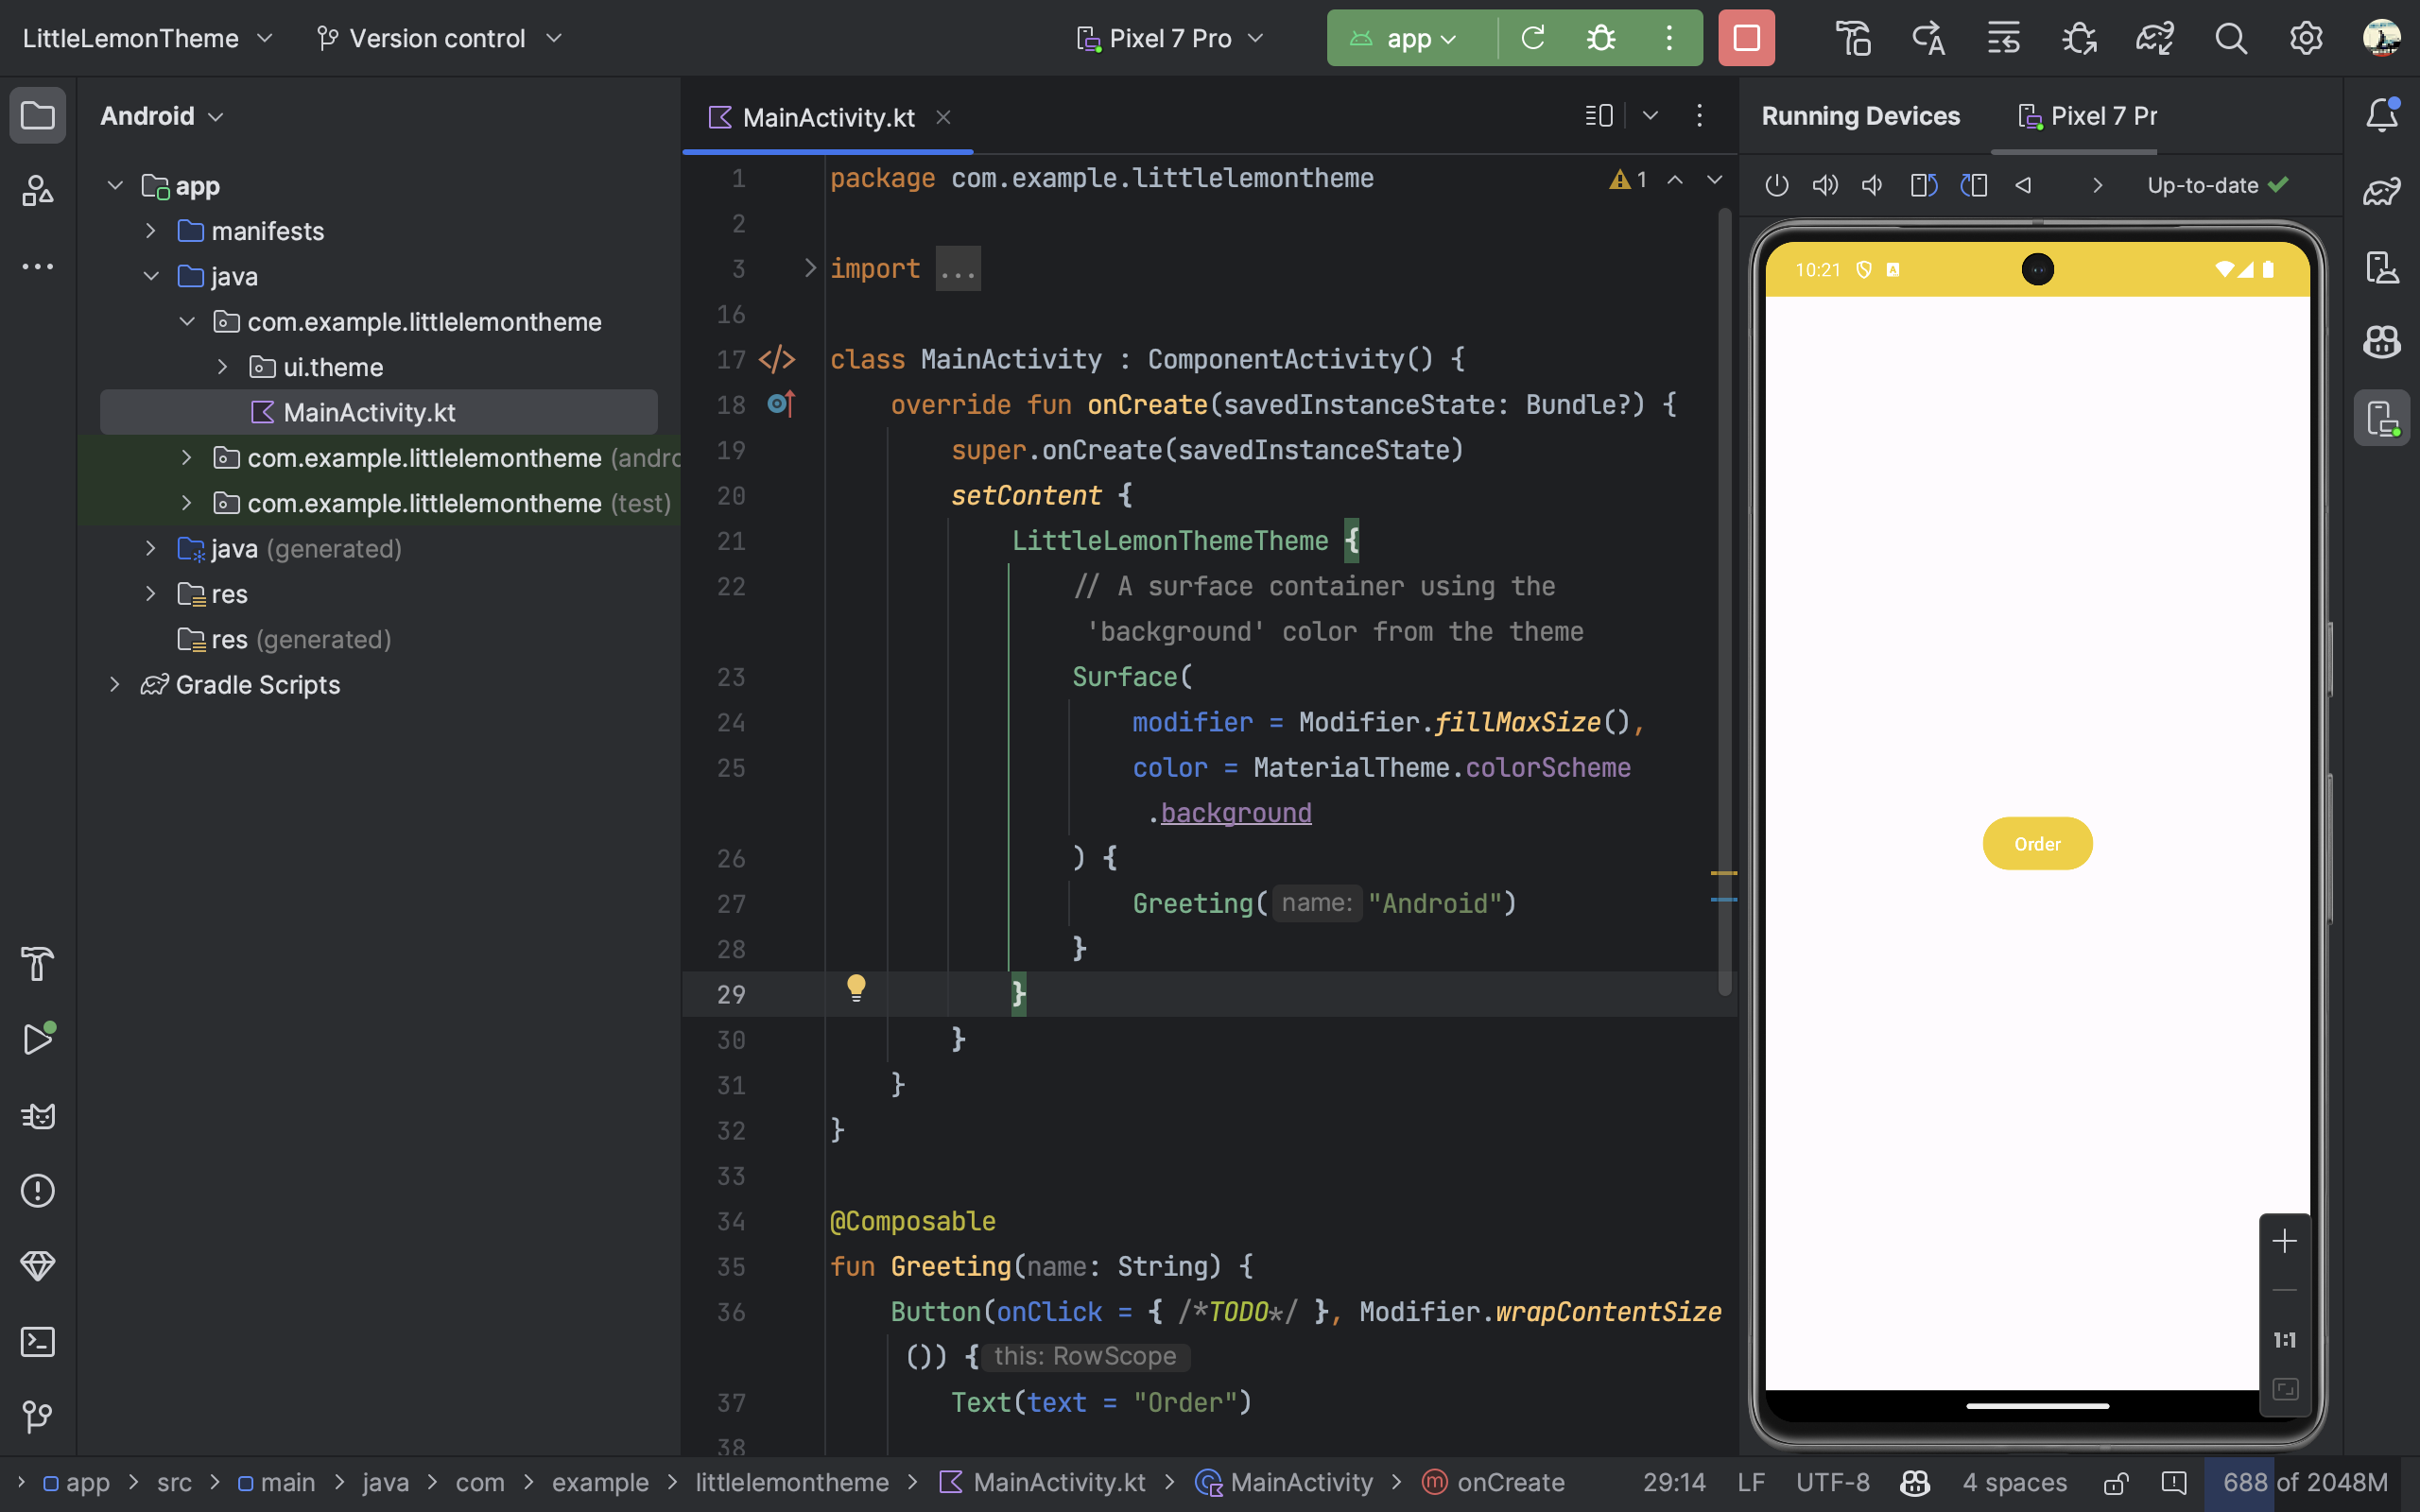 LittleLemonTheme
Version control
Pixel 7 Pro
app
Android
app
manifests
java
com.example.littlelemontheme
ui.theme
MainActivity.kt
com.example.littlelemontheme (andro
com.example.littlelemontheme (test)
java (generated)
res
res (generated)
Gradle Scripts
MainActivity.kt
1
1 package com.example.littlelemontheme
2
3 import ...
16
17 class MainActivity : ComponentActivity() {
18 override fun onCreate(savedInstanceState: Bundle?) {
19 super.onCreate(savedInstanceState)
20 setContent {
21 LittleLemonThemeTheme {
22 // A surface container using the
'background' color from the theme
23 Surface(
24 modifier = Modifier.fillMaxSize(),
25 color = MaterialTheme.colorScheme
.background
26 ) {
27 Greeting( name: "Android")
28 }
29 }
30 }
31 }
32 }
33
34 @Composable
35 fun Greeting(name: String) {
36 Button(onClick = { /*TODO*/ }, Modifier.wrapContentSize
()) { this: RowScope
37 Text(text = "Order")
38
Running Devices
Pixel 7 Pr
Up-to-date
10:21
Order
1:1
app > src > main > java > com > example > littlelemontheme > MainActivity.kt > MainActivity > onCreate
29:14 LF UTF-8 4 spaces 688 of 2048M